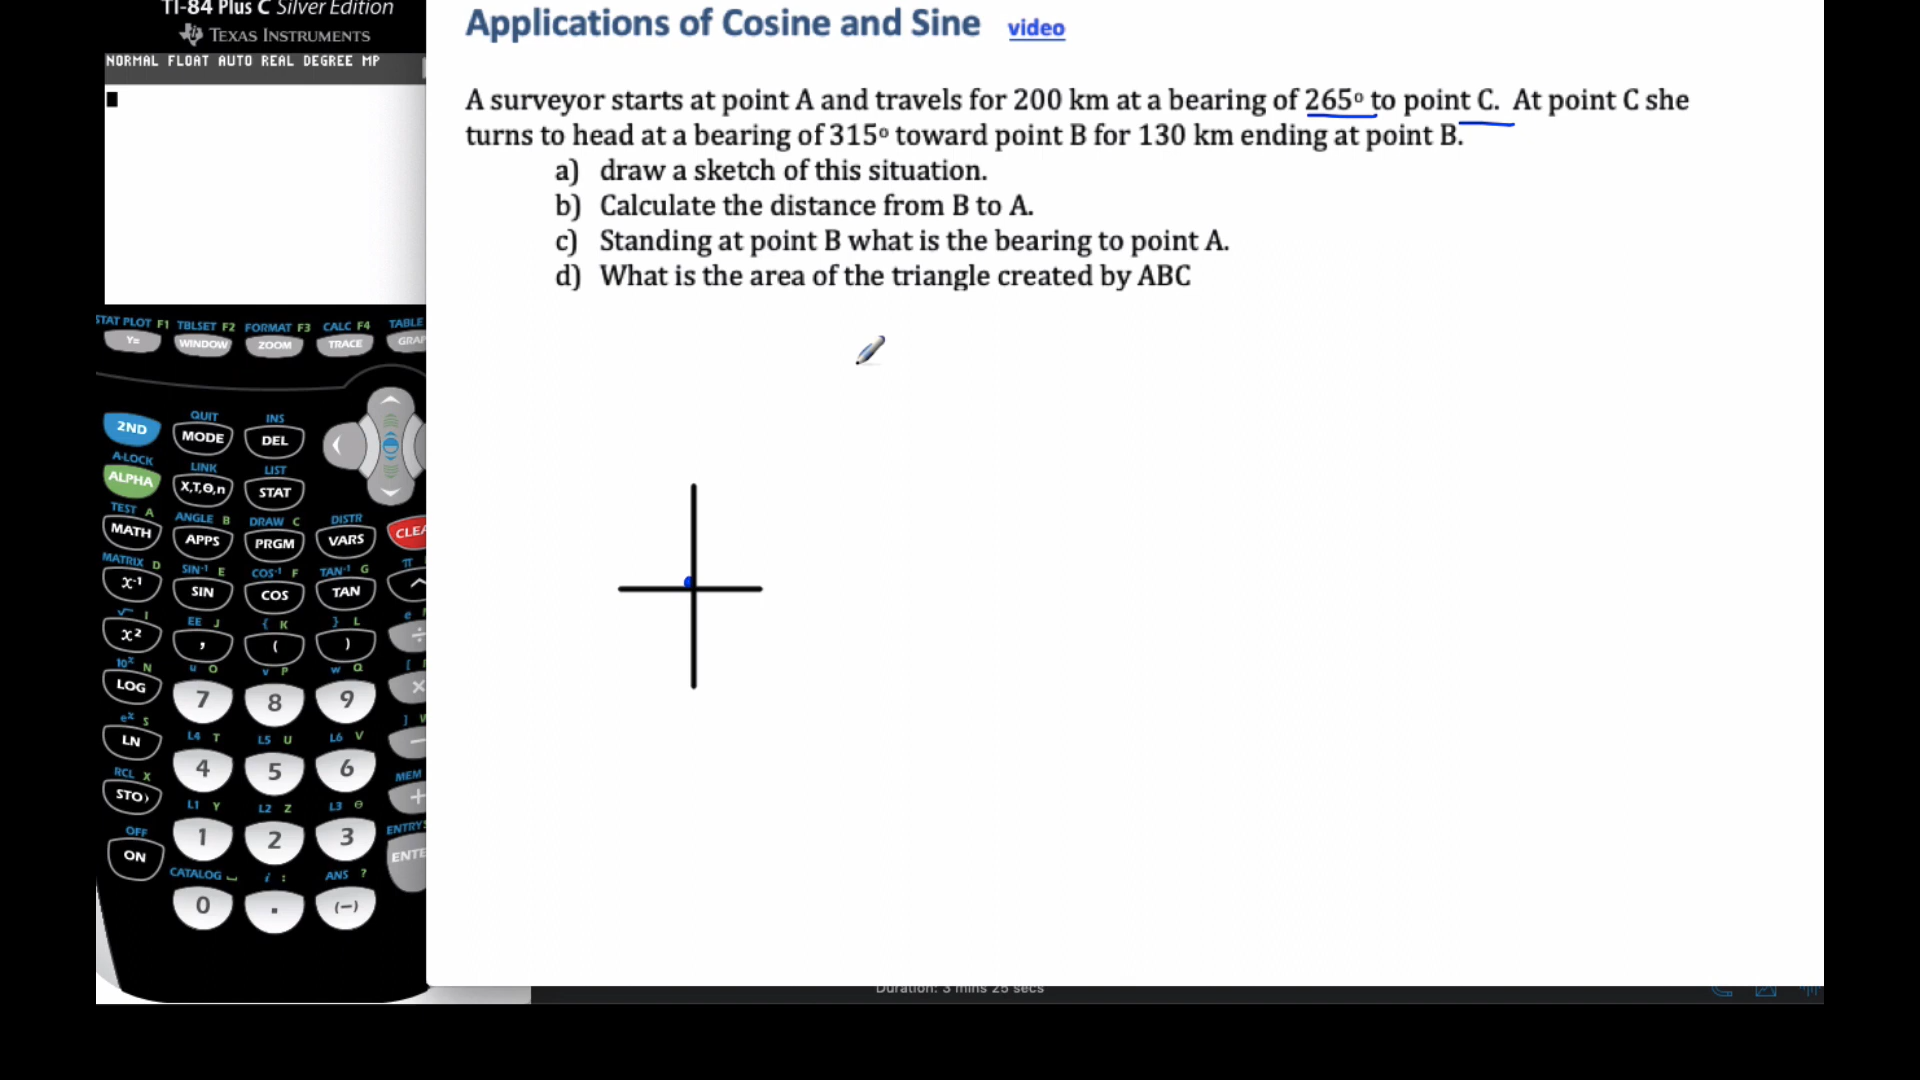 TI-84 Plus C Silver Edition
TEXAS INSTRUMENTS
NORMAL FLOAT AUTO REAL DEGREE MP
Applications of Cosine and Sine video
A surveyor starts at point A and travels for 200 km at a bearing of 265° to point C. At point C she
turns to head at a bearing of 315° toward point B for 130 km ending at point B.
a) draw a sketch of this situation.
b) Calculate the distance from B to A.
c) Standing at point B what is the bearing to point A.
d) What is the area of the triangle created by ABC
STAT PLOT F1 TBLSET F2 FORMAT F3 CALC F4 TABLE
Y= WINDOW ZOOM TRACE
QUIT INS
2ND MODE DEL
A-LOCK LINK LIST
ALPHA X,T,Θ,n STAT
TEST A ANGLE B DRAW C DISTR
MATH APPS PRGM VARS
MATRIX D SIN-1 E COS-1 F TAN-1 G π
x-1 SIN COS TAN ^
√ I EE J { K } L e
x2 , ( ) ÷
10x N u O v P w Q [
LOG 7 8 9 ×
ex S L4 T L5 U L6 V ]
LN 4 5 6 −
RCL X L1 Y L2 Z L3 θ MEM
STO› 1 2 3 +
OFF CATALOG i : ANS ? ENTRY
ON 0 . (−)
Duration: 3 mins 25 secs